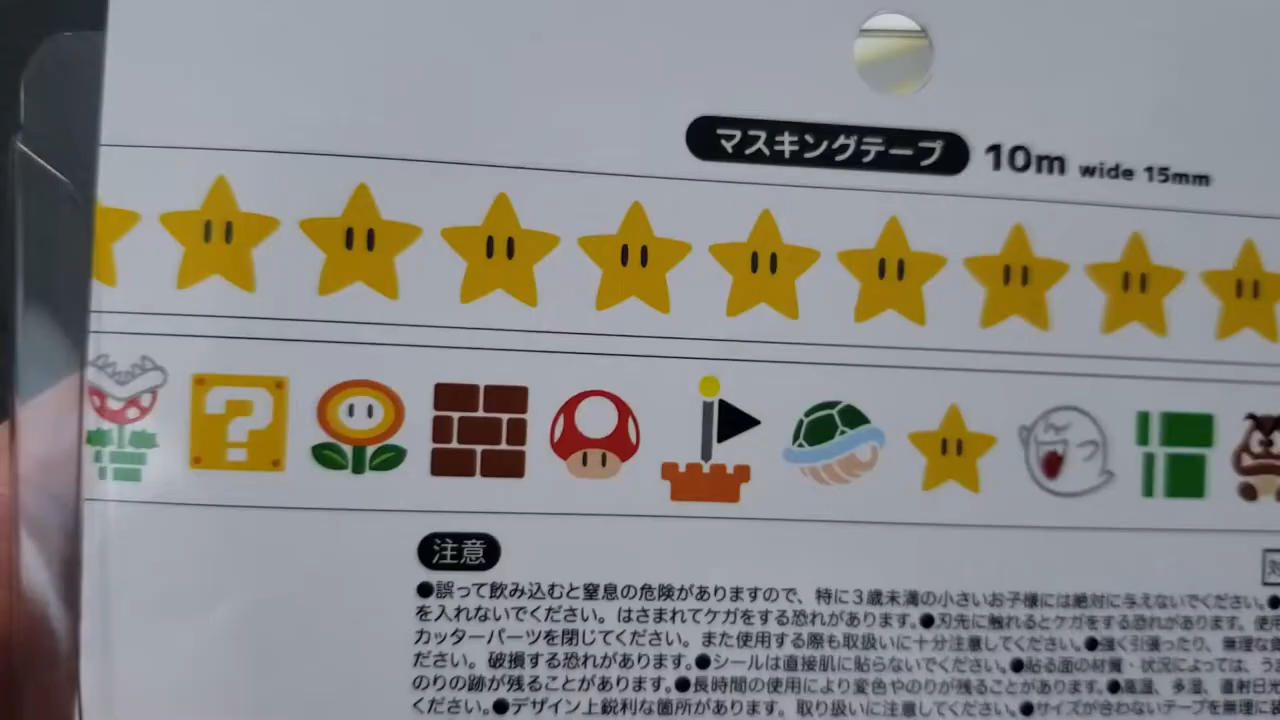 マスキングテープ 10m wide 15mm
?
注意
●誤って飲み込むと窒息の危険がありますので、特に3歳未満の小さいお子様には絶対に与えないでください。●
を入れないでください。はさまれてケガをする恐れがあります。●刃先に触れるとケガをする恐れがあります。使用
カッターパーツを閉じてください。また使用する際も取扱いに十分注意してください。●強く引張ったり、無理な
ださい。破損する恐れがあります。●シールは直接肌に貼らないでください。●貼る面の材質・状況によっては、う
のりの跡が残ることがあります。●長時間の使用により変色やのりが残ることがあります。●高温、多湿、直射日光
ください。●デザイン上鋭利な箇所があります。取り扱いに注意してください。●サイズが合わないテープを無理に